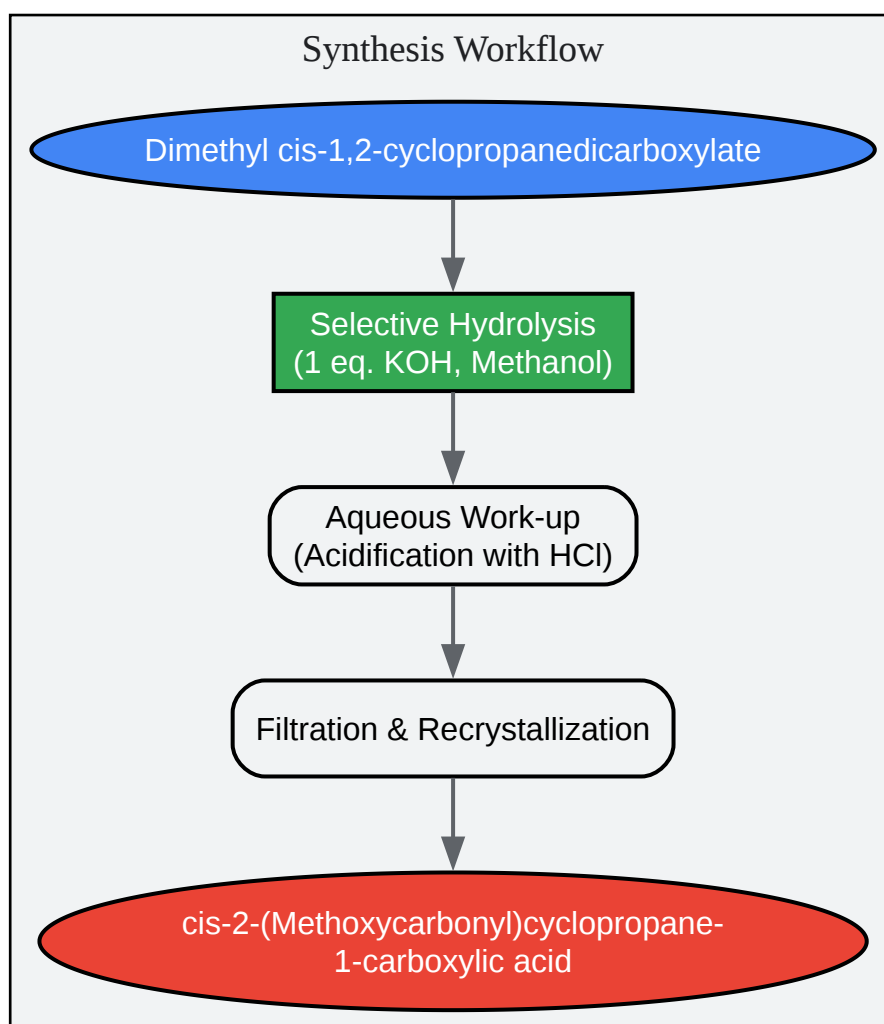 Synthesis Workflow
Dimethyl cis-1,2-cyclopropanedicarboxylate
Selective Hydrolysis
(1 eq. KOH, Methanol)
Aqueous Work-up
(Acidification with HCl)
Filtration & Recrystallization
cis-2-(Methoxycarbonyl)cyclopropane-
1-carboxylic acid